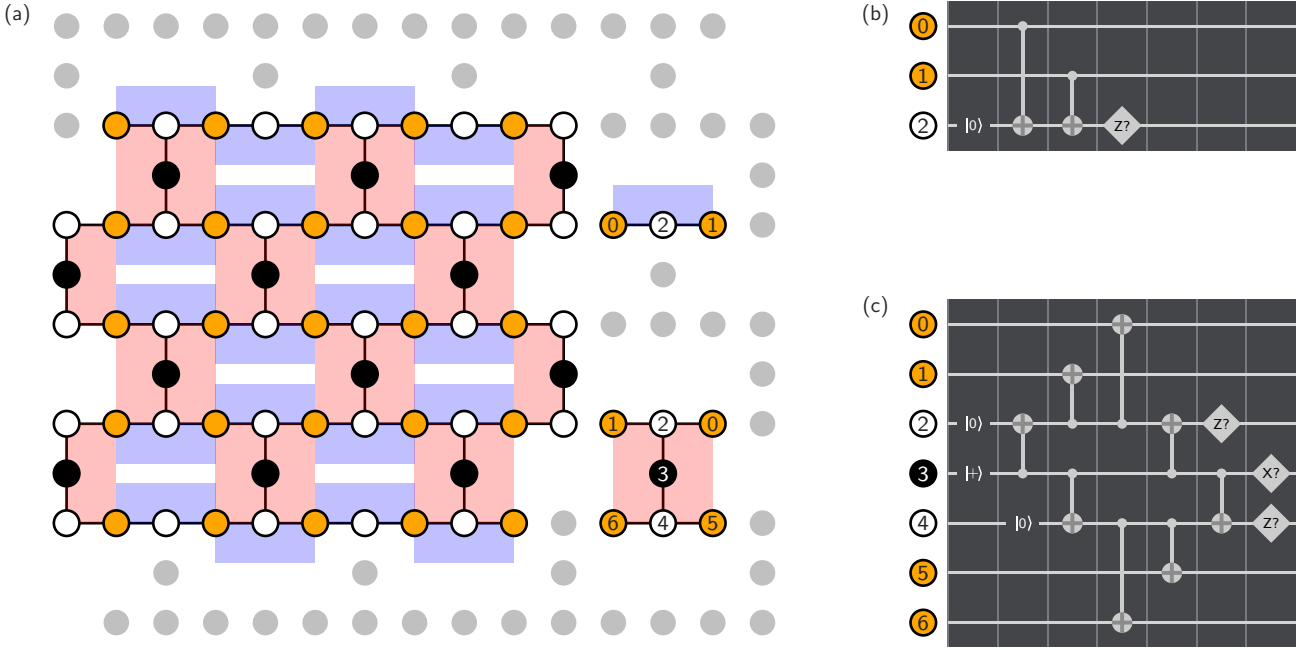 (a)
0 2 1
1 2 0
3
6 4 5
(b)
0
1
2 |0⟩ Z?
(c)
0
1
2 |0⟩ Z?
3 |+⟩ X?
4 |0⟩ Z?
5
6